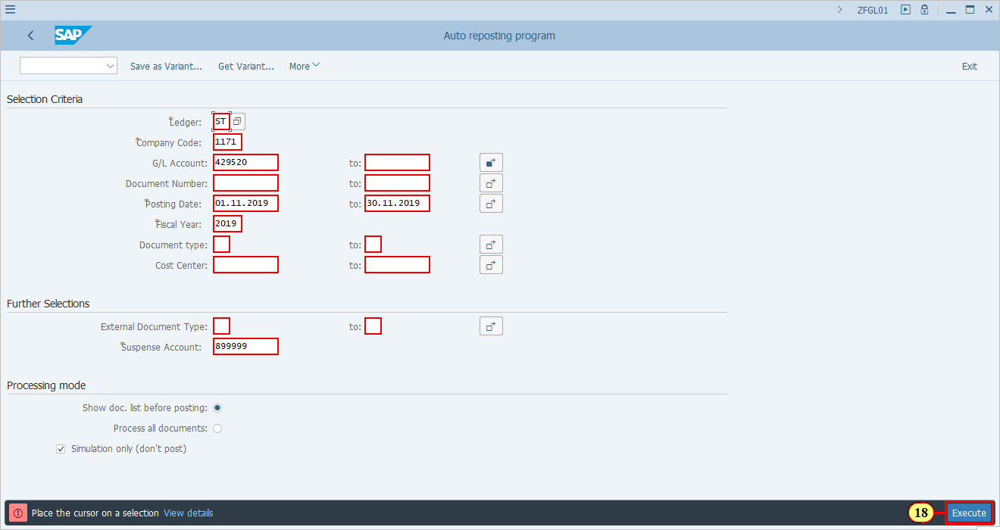 ZFGL01
SAP Auto reposting program
Save as Variant... Get Variant... More Exit
Selection Criteria
*Ledger: ST
*Company Code: 1171
G/L Account: 429520 to:
Document Number: to:
*Posting Date: 01.11.2019 to: 30.11.2019
*Fiscal Year: 2019
Document type: to:
Cost Center: to:
Further Selections
External Document Type: to:
*Suspense Account: 899999
Processing mode
Show doc. list before posting:
Process all documents:
Simulation only (don't post)
Place the cursor on a selection View details 18 Execute